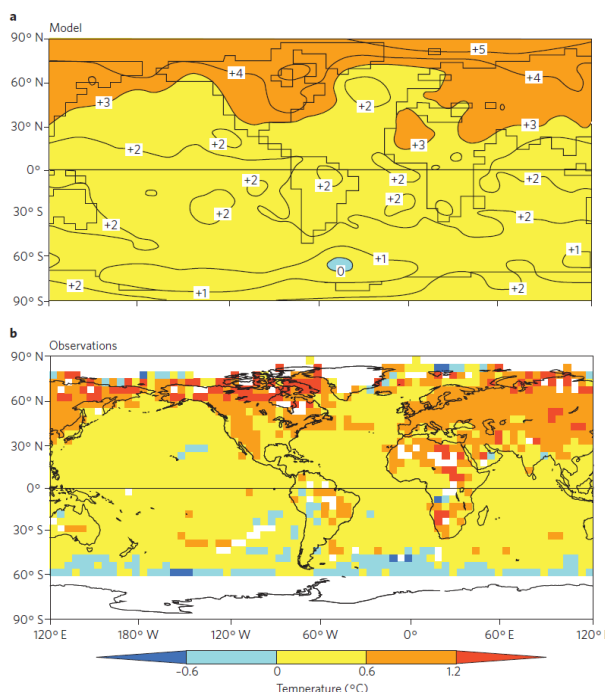 a
Model
90° N
+5
+4
+4
60° N
+3
+2
30° N
+3
+3
+2
+2
0°
+2
+2
+2
+2
+2
30° S
+2
+2
+2
60° S
+1
+1
0
+2
+1
+2
90° S
b
Observations
90° N
60° N
30° N
0°
30° S
60° S
90° S
120° E 180° W 120° W 60° W 0° 60° E 120°
-0.6 0 0.6 1.2
Temperature (°C)